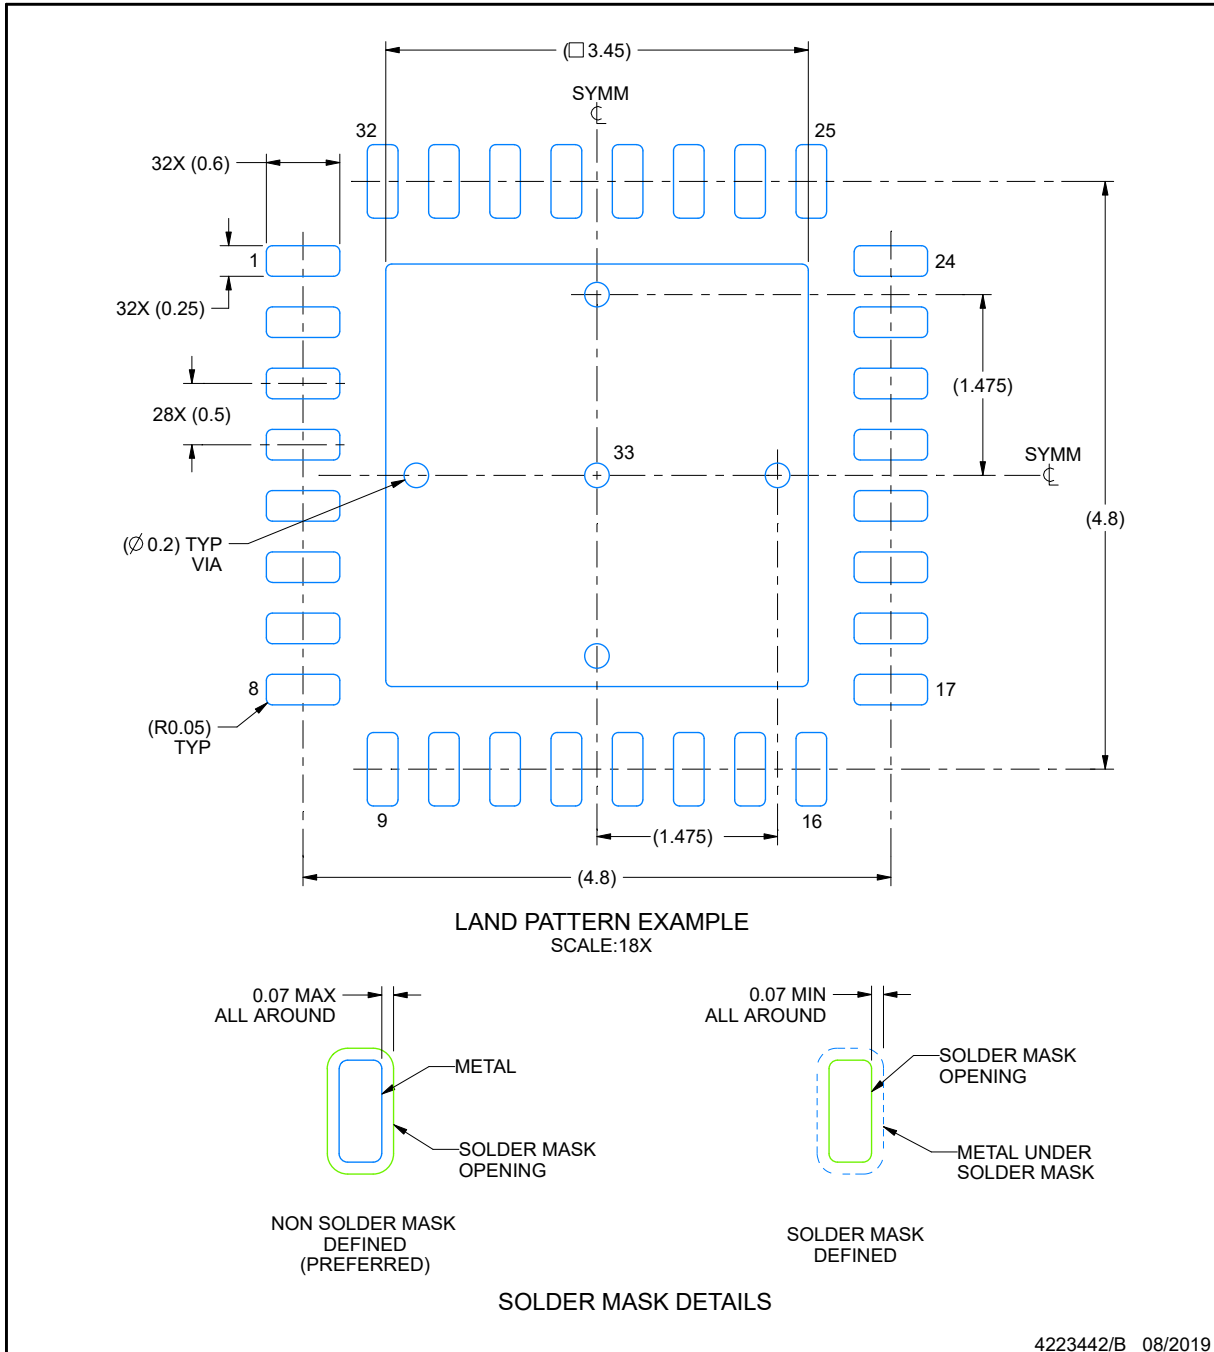 (□ 3.45)
SYMM
℄
32
25
32X (0.6)
1
24
32X (0.25)
(1.475)
28X (0.5)
33
SYMM
℄
(4.8)
(Ø 0.2) TYP
VIA
8
17
(R0.05)
TYP
9
16
(1.475)
(4.8)
LAND PATTERN EXAMPLE
SCALE:18X
0.07 MAX
ALL AROUND
METAL
SOLDER MASK
OPENING
NON SOLDER MASK
DEFINED
(PREFERRED)
0.07 MIN
ALL AROUND
SOLDER MASK
OPENING
METAL UNDER
SOLDER MASK
SOLDER MASK
DEFINED
SOLDER MASK DETAILS
4223442/B 08/2019